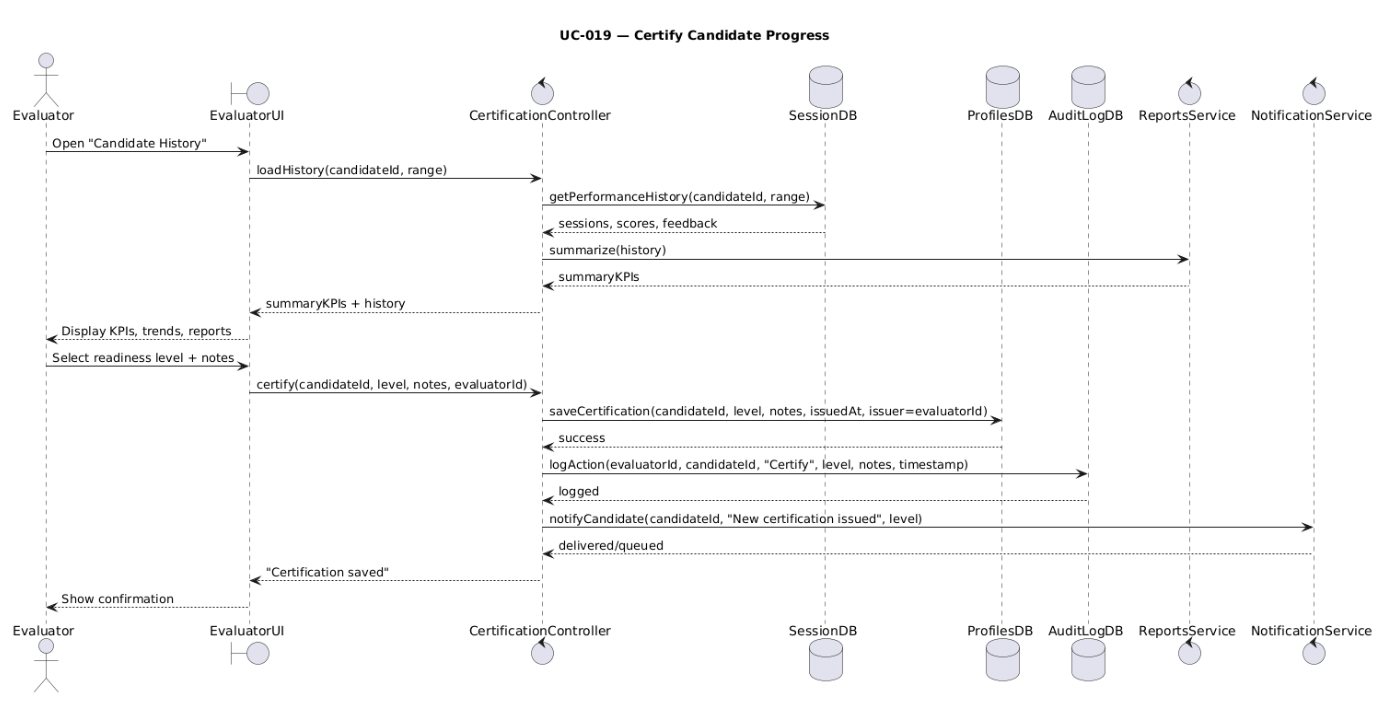 UC-019 — Certify Candidate Progress
Evaluator EvaluatorUI CertificationController SessionDB ProfilesDB AuditLogDB ReportsService NotificationService
Open "Candidate History"
loadHistory(candidateId, range)
getPerformanceHistory(candidateId, range)
sessions, scores, feedback
summarize(history)
summaryKPIs
summaryKPIs + history
Display KPIs, trends, reports
Select readiness level + notes
certify(candidateId, level, notes, evaluatorId)
saveCertification(candidateId, level, notes, issuedAt, issuer=evaluatorId)
success
logAction(evaluatorId, candidateId, "Certify", level, notes, timestamp)
logged
notifyCandidate(candidateId, "New certification issued", level)
delivered/queued
"Certification saved"
Show confirmation
Evaluator EvaluatorUI CertificationController SessionDB ProfilesDB AuditLogDB ReportsService NotificationService